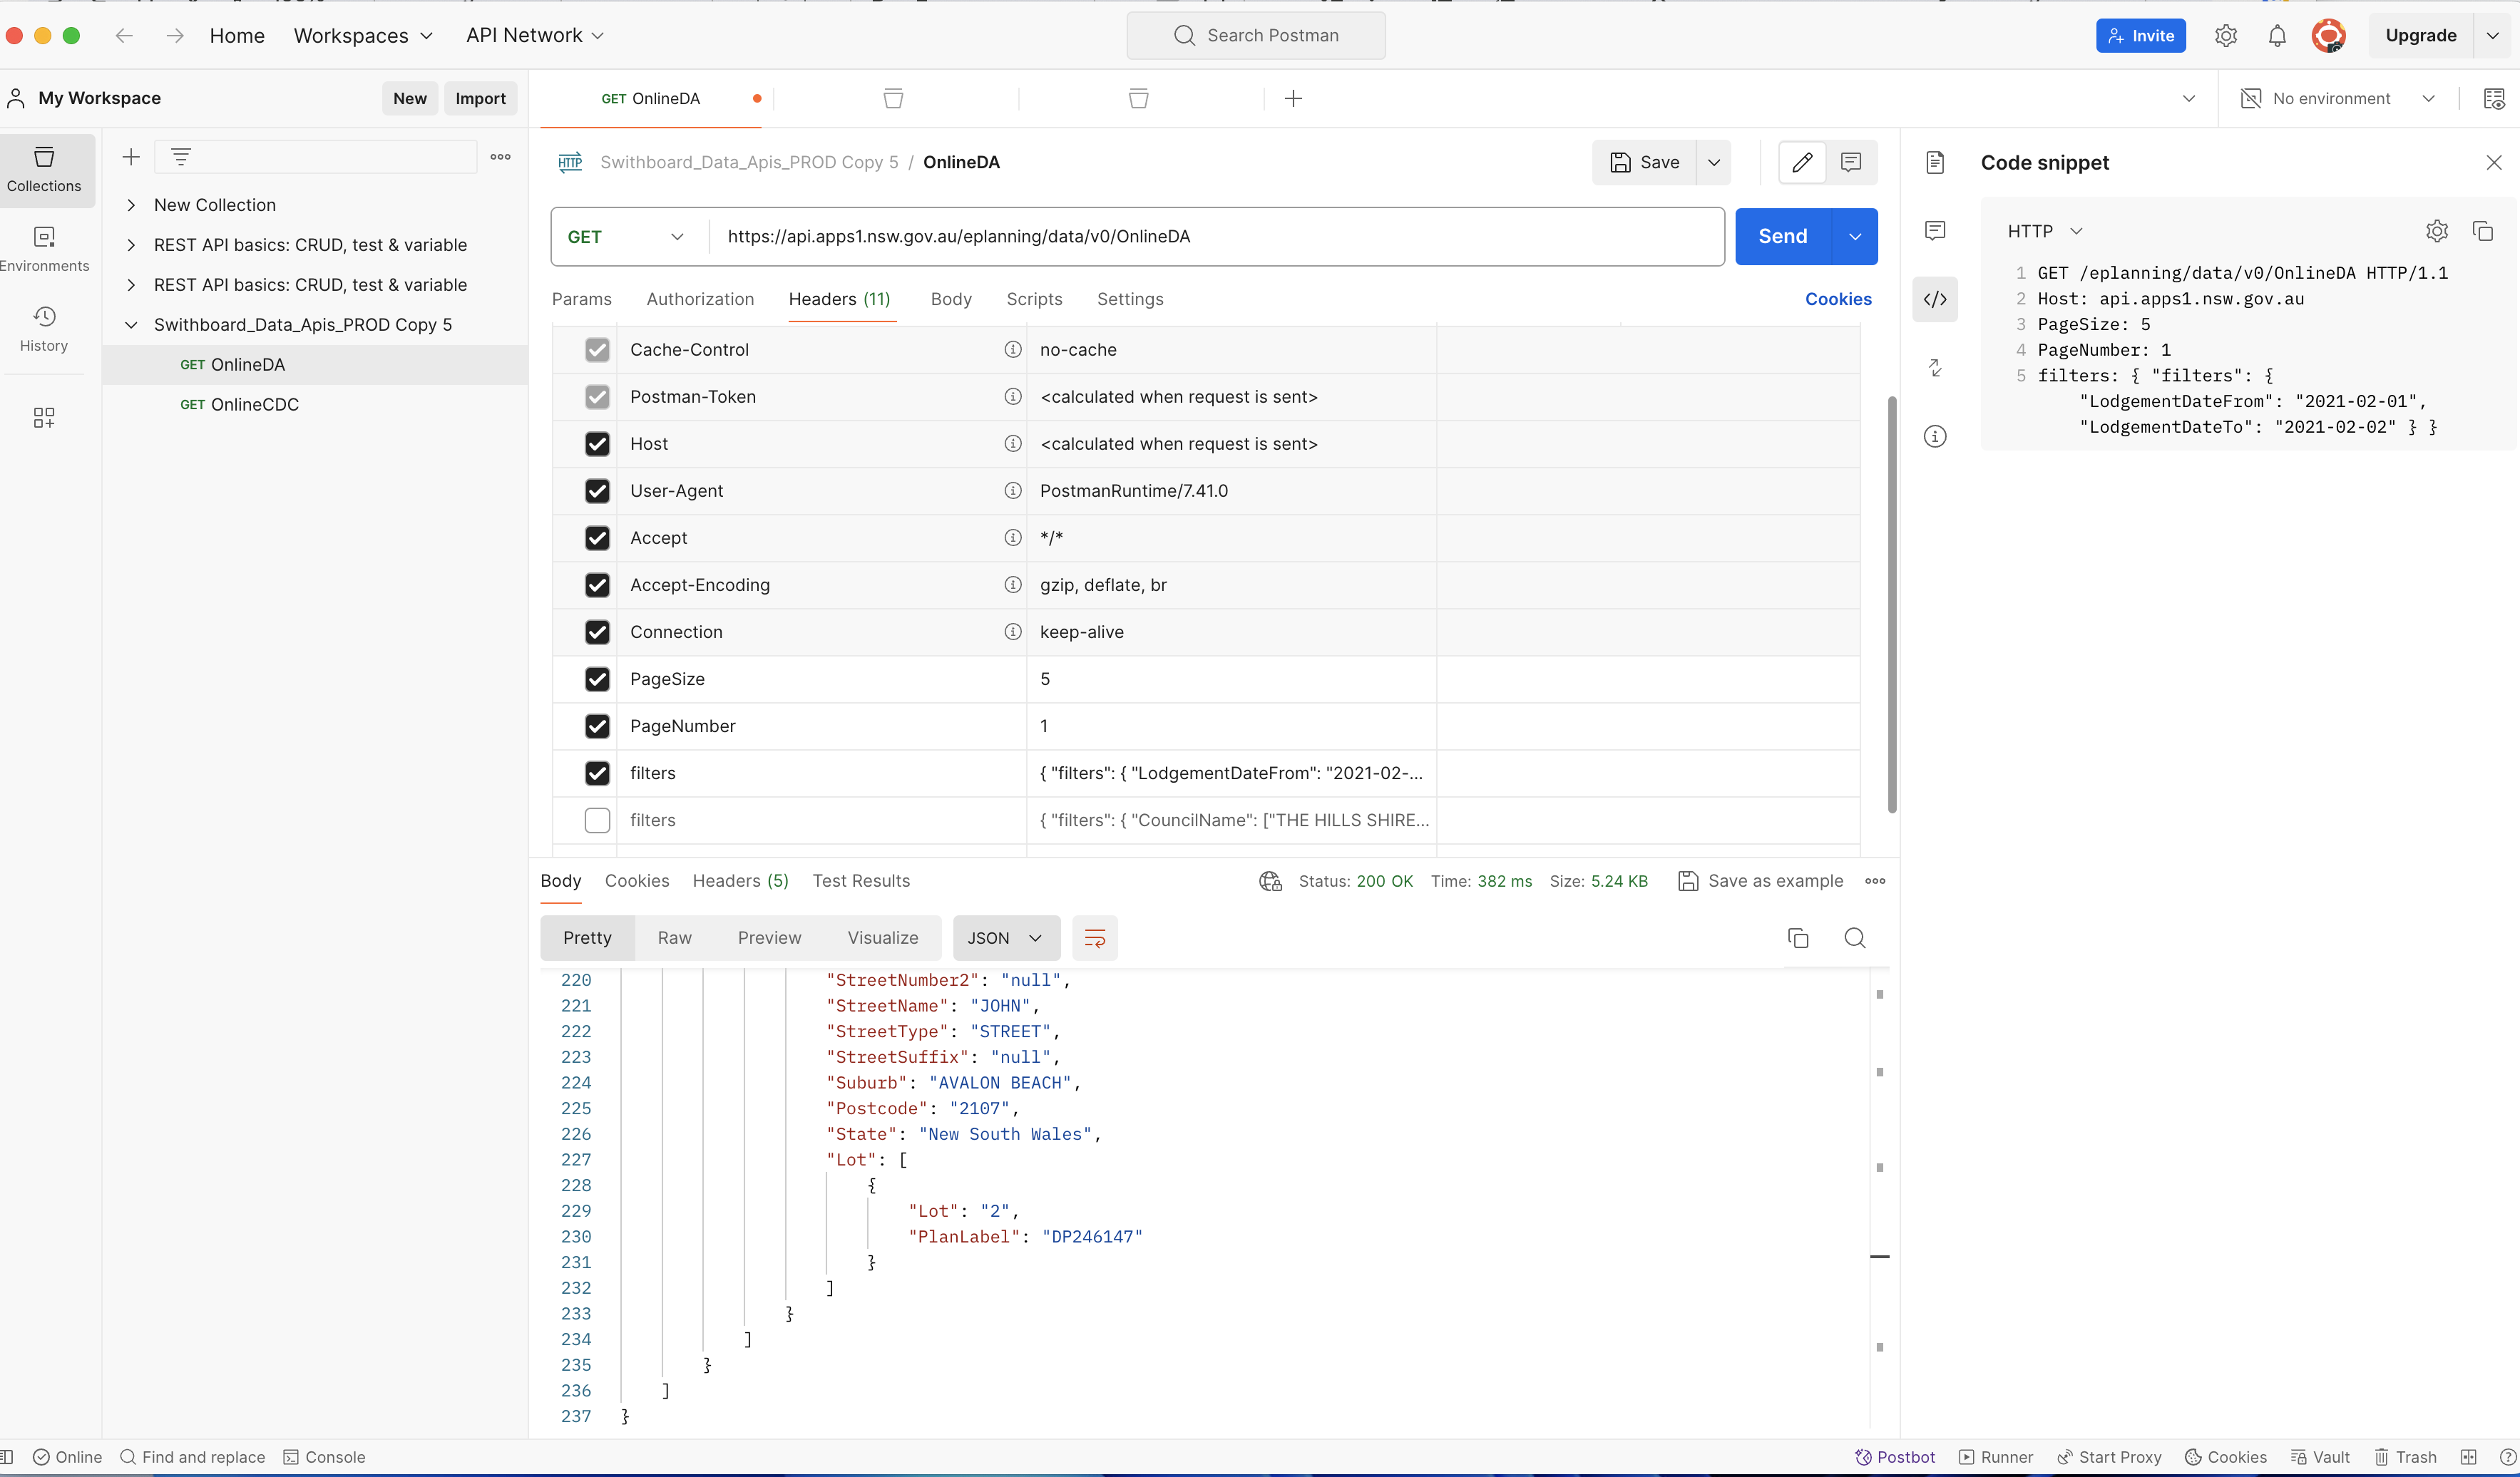 Home Workspaces API Network Search Postman Invite Upgrade
My Workspace New Import GET OnlineDA No environment
Collections
Environments
History
New Collection
REST API basics: CRUD, test & variable
REST API basics: CRUD, test & variable
Swithboard_Data_Apis_PROD Copy 5
GET OnlineDA
GET OnlineCDC
HTTP Swithboard_Data_Apis_PROD Copy 5 / OnlineDA Save
GET https://api.apps1.nsw.gov.au/eplanning/data/v0/OnlineDA Send
Params Authorization Headers (11) Body Scripts Settings Cookies
Cache-Control no-cache
Postman-Token <calculated when request is sent>
Host <calculated when request is sent>
User-Agent PostmanRuntime/7.41.0
Accept */*
Accept-Encoding gzip, deflate, br
Connection keep-alive
PageSize 5
PageNumber 1
filters { "filters": { "LodgementDateFrom": "2021-02-...
filters { "filters": { "CouncilName": ["THE HILLS SHIRE...
Body Cookies Headers (5) Test Results Status: 200 OK Time: 382 ms Size: 5.24 KB Save as example
Pretty Raw Preview Visualize JSON
220 "StreetNumber2": "null",
221 "StreetName": "JOHN",
222 "StreetType": "STREET",
223 "StreetSuffix": "null",
224 "Suburb": "AVALON BEACH",
225 "Postcode": "2107",
226 "State": "New South Wales",
227 "Lot": [
228 {
229 "Lot": "2",
230 "PlanLabel": "DP246147"
231 }
232 ]
233 }
234 ]
235 }
236 ]
237 }
Code snippet
HTTP
1 GET /eplanning/data/v0/OnlineDA HTTP/1.1
2 Host: api.apps1.nsw.gov.au
3 PageSize: 5
4 PageNumber: 1
5 filters: { "filters": {
"LodgementDateFrom": "2021-02-01",
"LodgementDateTo": "2021-02-02" } }
Online Find and replace Console Postbot Runner Start Proxy Cookies Vault Trash